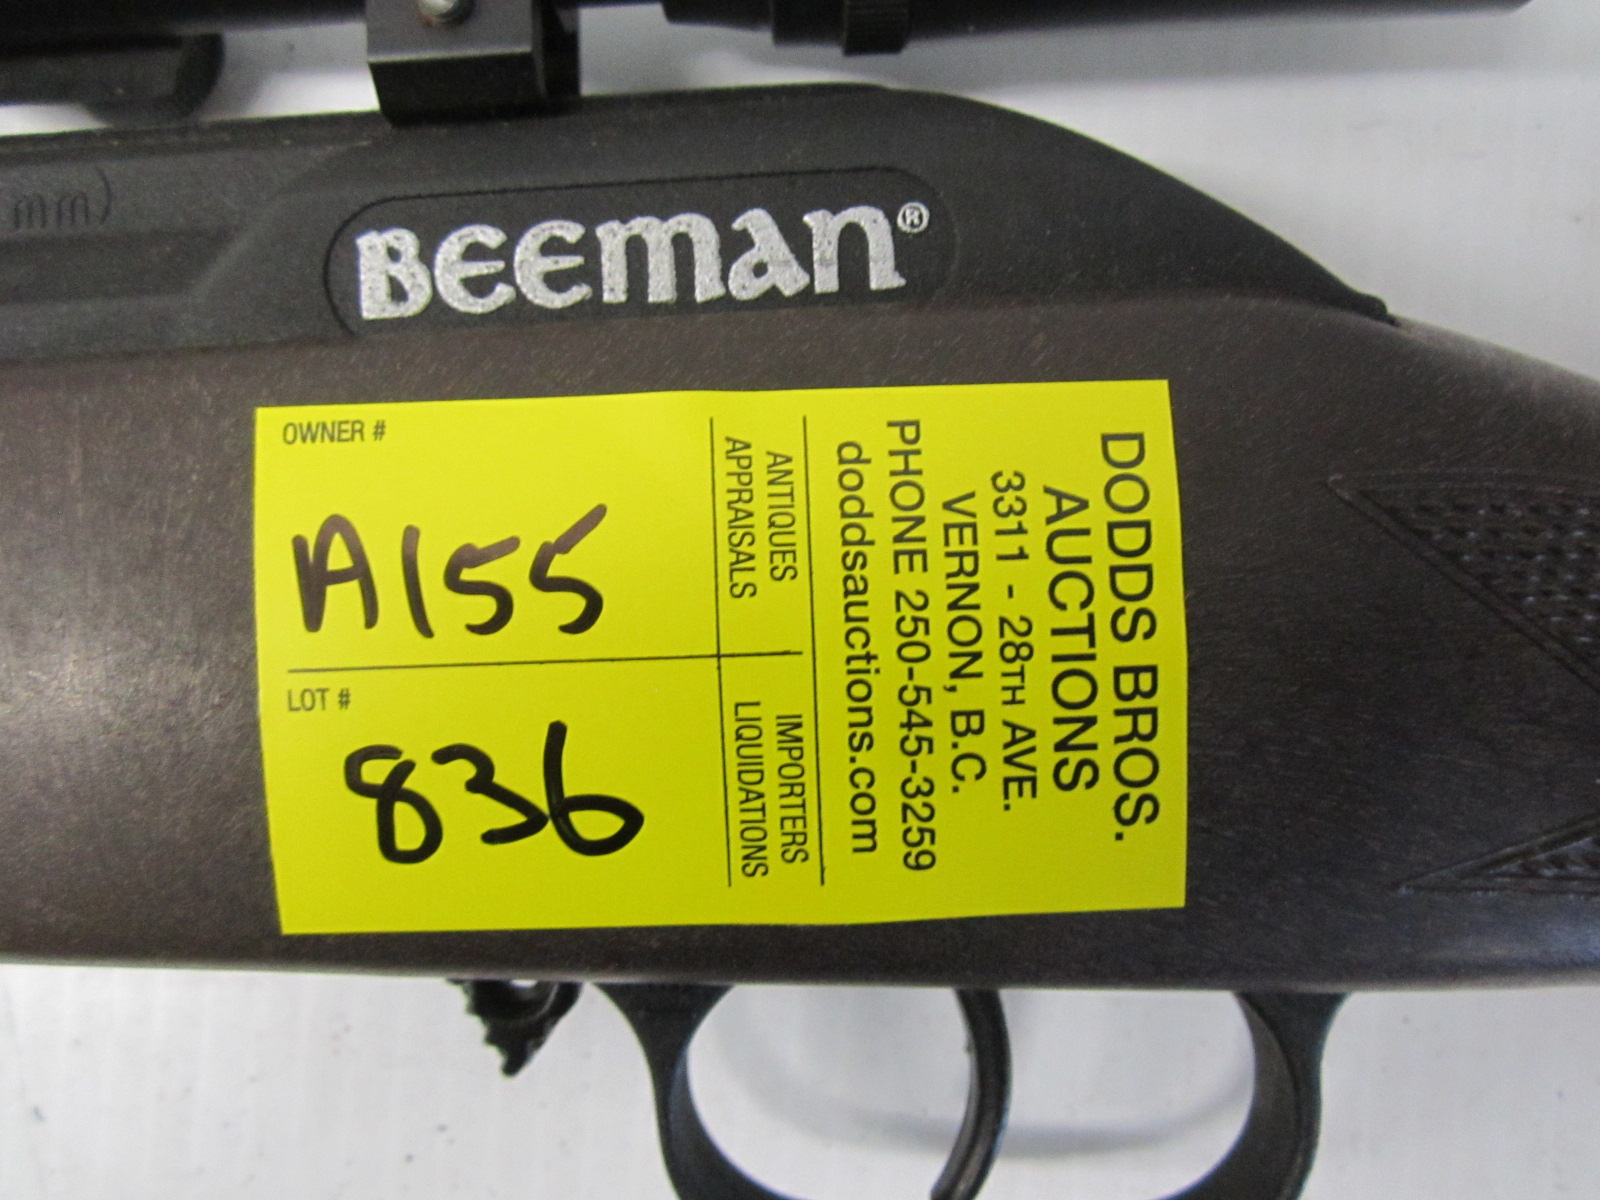 mm)
BEEMAN®
OWNER #
A155
LOT #
836
ANTIQUES
APPRAISALS
IMPORTERS
LIQUIDATIONS
DODDS BROS.
AUCTIONS
3311 - 28TH AVE.
VERNON, B.C.
PHONE 250-545-3259
doddsauctions.com